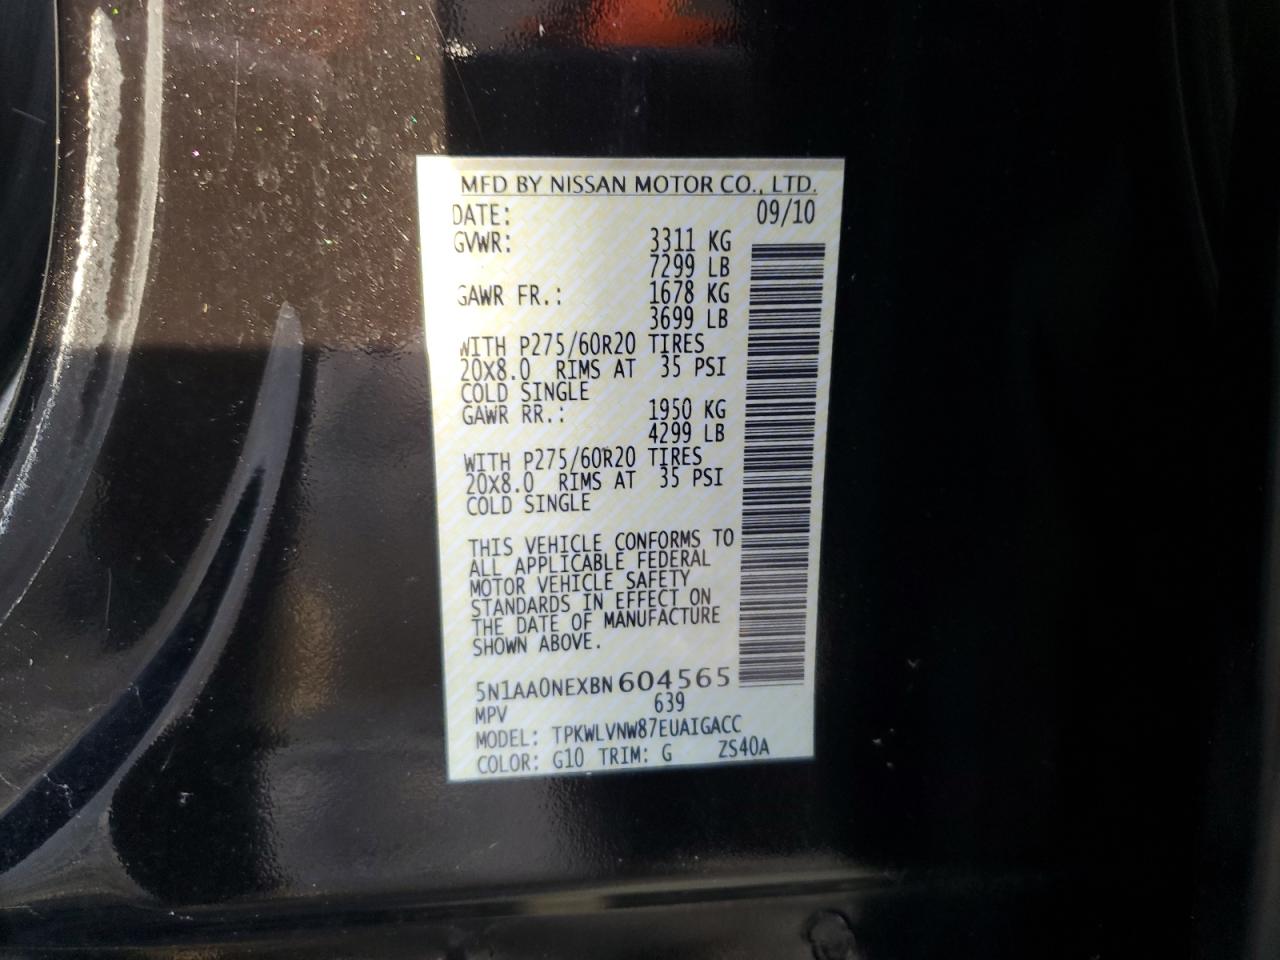 MFD BY NISSAN MOTOR CO., LTD.
DATE: 09/10
GVWR: 3311 KG
7299 LB
GAWR FR.: 1678 KG
3699 LB
WITH P275/60R20 TIRES
20X8.0 RIMS AT 35 PSI
COLD SINGLE
GAWR RR.: 1950 KG
4299 LB
WITH P275/60R20 TIRES
20X8.0 RIMS AT 35 PSI
COLD SINGLE
THIS VEHICLE CONFORMS TO
ALL APPLICABLE FEDERAL
MOTOR VEHICLE SAFETY
STANDARDS IN EFFECT ON
THE DATE OF MANUFACTURE
SHOWN ABOVE.
5N1AA0NEXBN604565
MPV 639
MODEL: TPKWLVNW87EUAIGACC
COLOR: G10 TRIM: G ZS40A